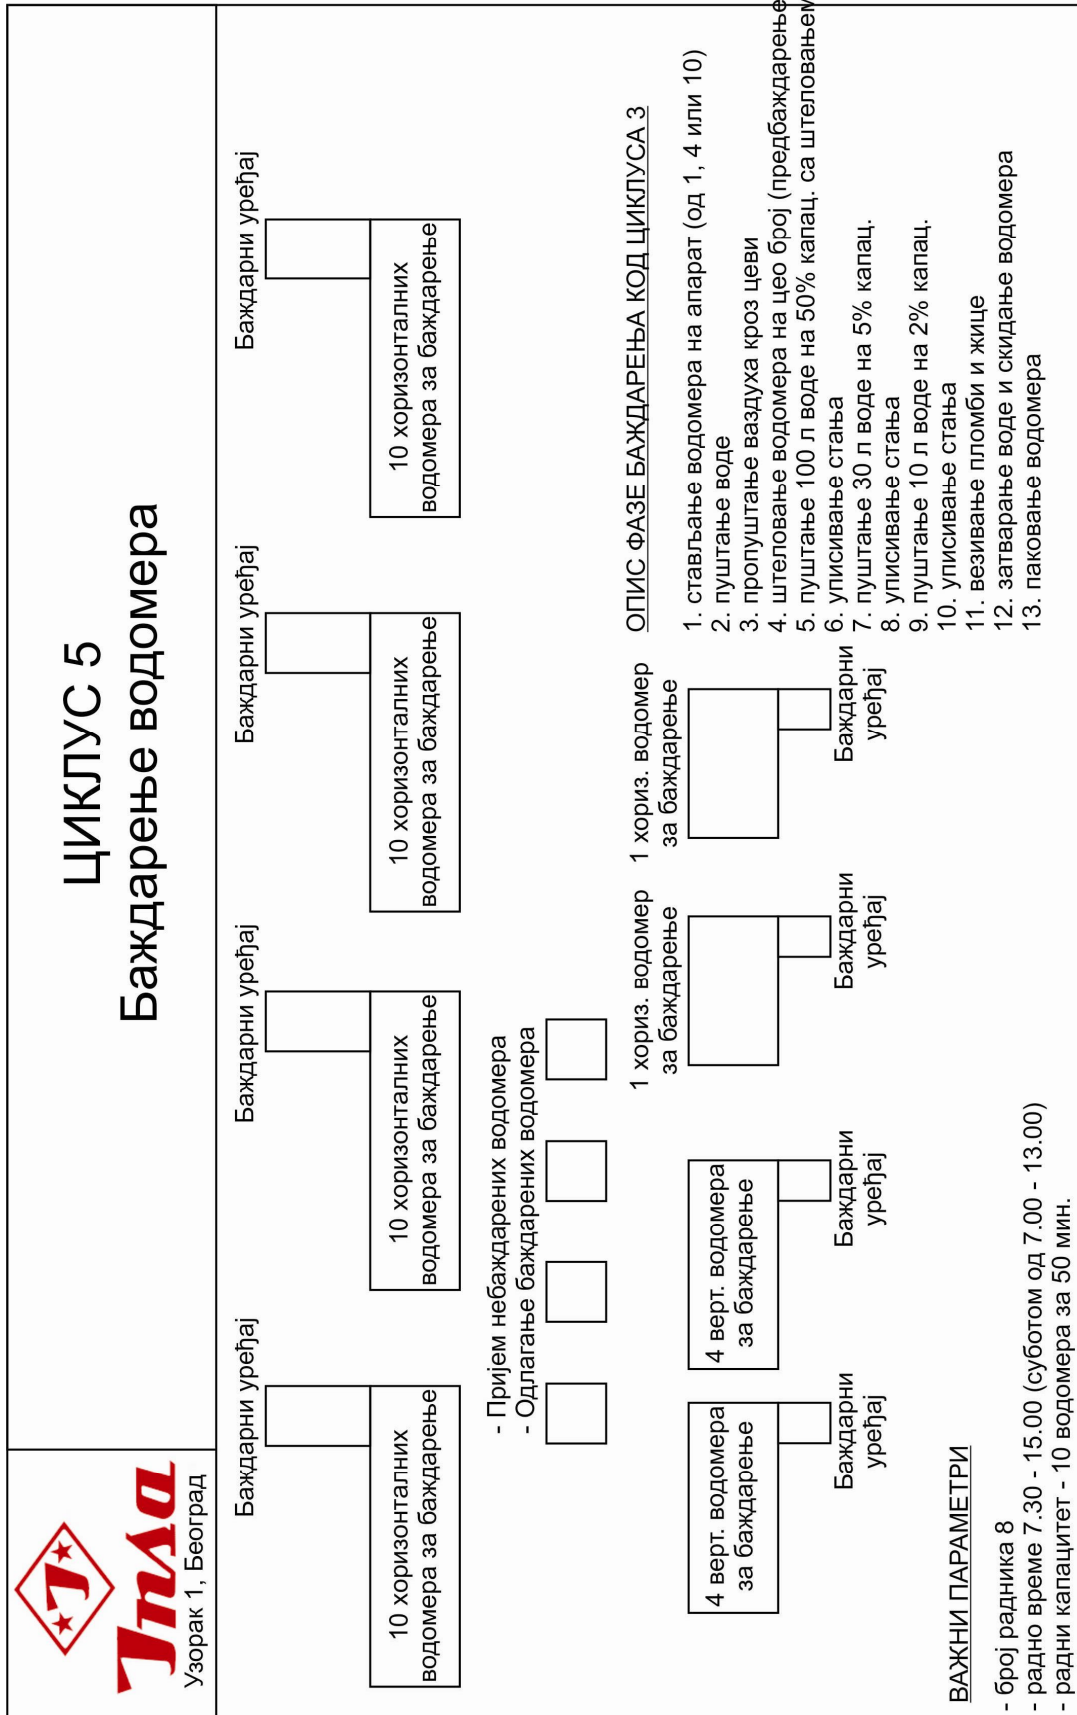 Јпла
Узорак 1, Београд
ЦИКЛУС 5
Баждарење водомера
Баждарни уређај
10 хоризонталних
водомера за баждарење
Баждарни уређај
10 хоризонталних
водомера за баждарење
Баждарни уређај
10 хоризонталних
водомера за баждарење
Баждарни уређај
10 хоризонталних
водомера за баждарење
- Пријем небаждарених водомера
- Одлагање баждарених водомера
4 верт. водомера
за баждарење
Баждарни
уређај
4 верт. водомера
за баждарење
Баждарни
уређај
1 хориз. водомер
за баждарење
Баждарни
уређај
1 хориз. водомер
за баждарење
Баждарни
уређај
ОПИС ФАЗЕ БАЖДАРЕЊА КОД ЦИКЛУСА 3
1. стављање водомера на апарат (од 1, 4 или 10)
2. пуштање воде
3. пропуштање ваздуха кроз цеви
4. штеловање водомера на цео број (предбаждарење
5. пуштање 100 л воде на 50% капац. са штеловањем
6. уписивање стања
7. пуштање 30 л воде на 5% капац.
8. уписивање стања
9. пуштање 10 л воде на 2% капац.
10. уписивање стања
11. везивање пломби и жице
12. затварање воде и скидање водомера
13. паковање водомера
ВАЖНИ ПАРАМЕТРИ
- број радника 8
- радно време 7.30 - 15.00 (суботом од 7.00 - 13.00)
- радни капацитет - 10 водомера за 50 мин.